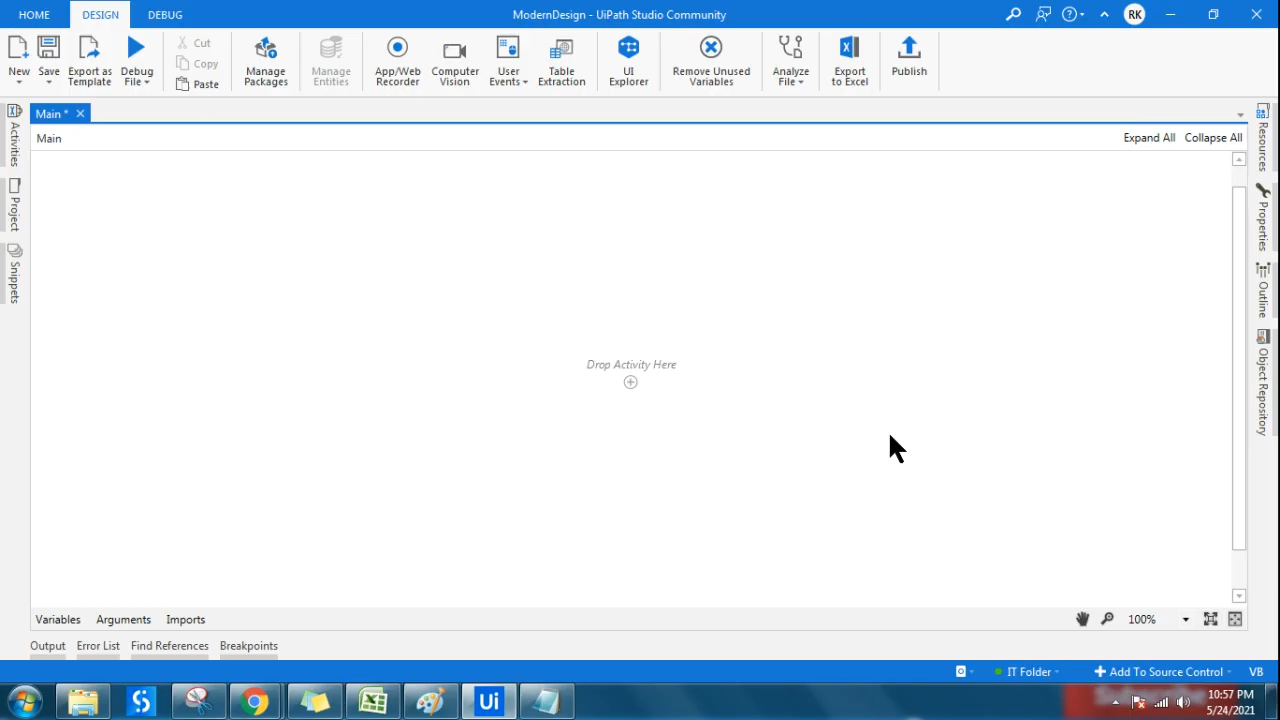 HOME DESIGN DEBUG ModernDesign - UiPath Studio Community RK
New Save Export as Template Debug File Cut Copy Paste Manage Packages Manage Entities App/Web Recorder Computer Vision User Events Table Extraction UI Explorer Remove Unused Variables Analyze File Export to Excel Publish
Main *
Main Expand All Collapse All
Activities
Project
Snippets
Resources
Properties
Outline
Object Repository
Drop Activity Here
Variables Arguments Imports 100%
Output Error List Find References Breakpoints
IT Folder Add To Source Control VB
Ui
10:57 PM
5/24/2021